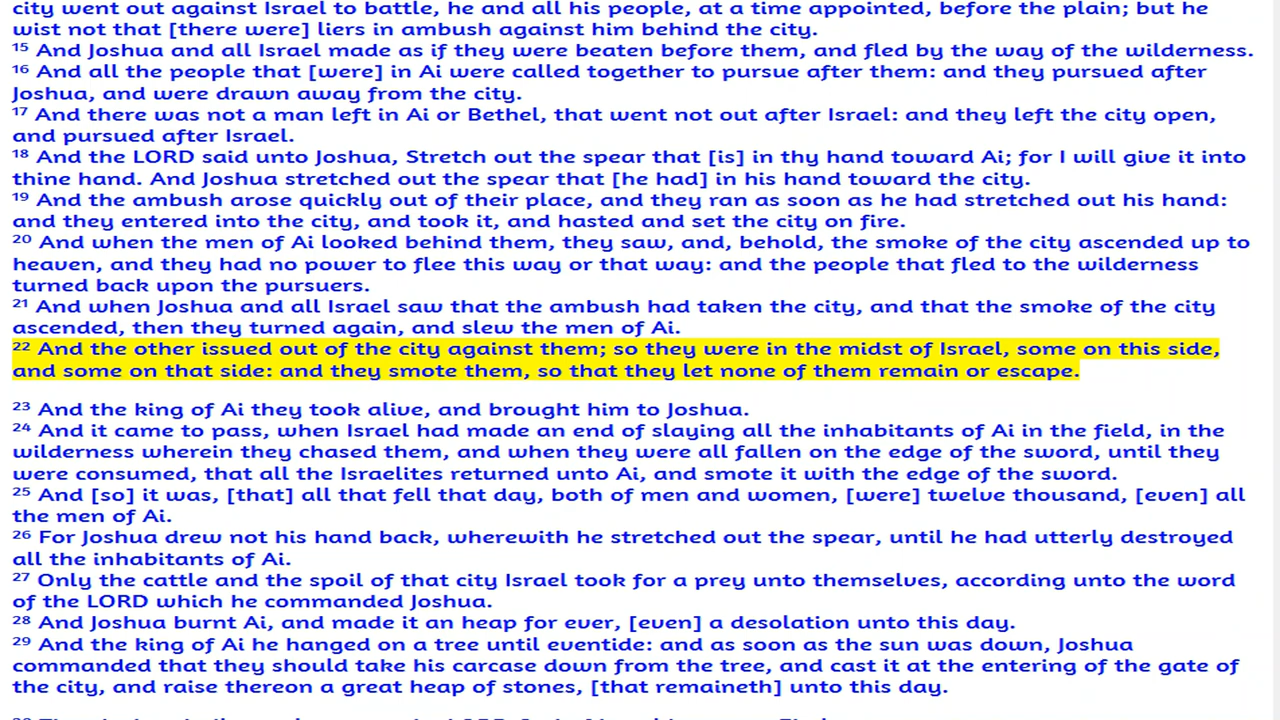 city went out against Israel to battle, he and all his people, at a time appointed, before the plain; but he
wist not that [there were] liers in ambush against him behind the city.
¹⁵ And Joshua and all Israel made as if they were beaten before them, and fled by the way of the wilderness.
¹⁶ And all the people that [were] in Ai were called together to pursue after them: and they pursued after
Joshua, and were drawn away from the city.
¹⁷ And there was not a man left in Ai or Bethel, that went not out after Israel: and they left the city open,
and pursued after Israel.
¹⁸ And the LORD said unto Joshua, Stretch out the spear that [is] in thy hand toward Ai; for I will give it into
thine hand. And Joshua stretched out the spear that [he had] in his hand toward the city.
¹⁹ And the ambush arose quickly out of their place, and they ran as soon as he had stretched out his hand:
and they entered into the city, and took it, and hasted and set the city on fire.
²⁰ And when the men of Ai looked behind them, they saw, and, behold, the smoke of the city ascended up to
heaven, and they had no power to flee this way or that way: and the people that fled to the wilderness
turned back upon the pursuers.
²¹ And when Joshua and all Israel saw that the ambush had taken the city, and that the smoke of the city
ascended, then they turned again, and slew the men of Ai.
²² And the other issued out of the city against them; so they were in the midst of Israel, some on this side,
and some on that side: and they smote them, so that they let none of them remain or escape.
²³ And the king of Ai they took alive, and brought him to Joshua.
²⁴ And it came to pass, when Israel had made an end of slaying all the inhabitants of Ai in the field, in the
wilderness wherein they chased them, and when they were all fallen on the edge of the sword, until they
were consumed, that all the Israelites returned unto Ai, and smote it with the edge of the sword.
²⁵ And [so] it was, [that] all that fell that day, both of men and women, [were] twelve thousand, [even] all
the men of Ai.
²⁶ For Joshua drew not his hand back, wherewith he stretched out the spear, until he had utterly destroyed
all the inhabitants of Ai.
²⁷ Only the cattle and the spoil of that city Israel took for a prey unto themselves, according unto the word
of the LORD which he commanded Joshua.
²⁸ And Joshua burnt Ai, and made it an heap for ever, [even] a desolation unto this day.
²⁹ And the king of Ai he hanged on a tree until eventide: and as soon as the sun was down, Joshua
commanded that they should take his carcase down from the tree, and cast it at the entering of the gate of
the city, and raise thereon a great heap of stones, [that remaineth] unto this day.